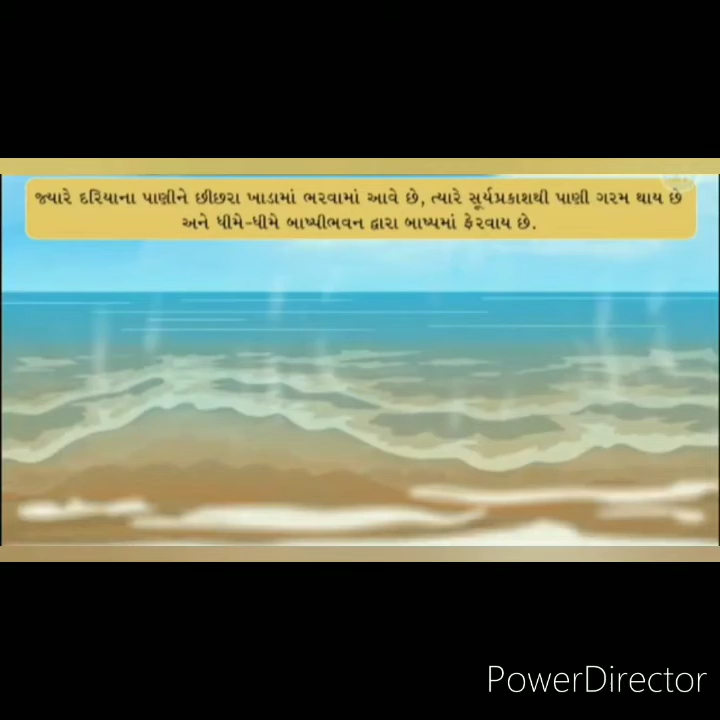 જ્યારે દરિયાના પાણીને છીછરા ખાડામાં ભરવામાં આવે છે, ત્યારે સૂર્યપ્રકાશથી પાણી ગરમ થાય છે
અને ધીમે-ધીમે બાષ્પીભવન દ્વારા બાષ્પમાં ફેરવાય છે.
PowerDirector